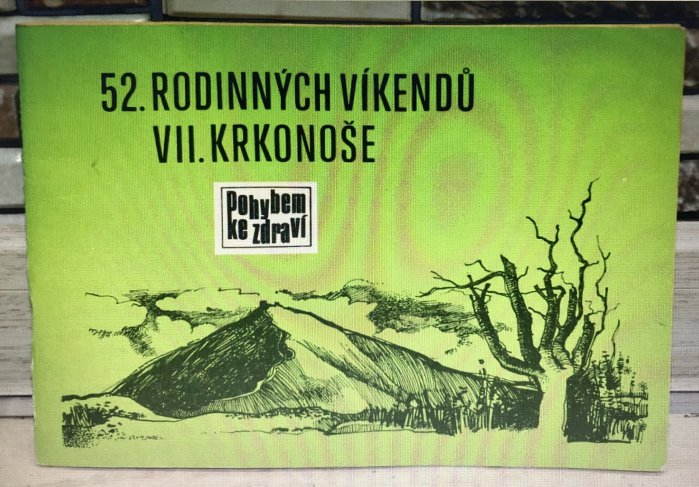 52. RODINNÝCH VÍKENDŮ
VII. KRKONOŠE
Pohybem
ke zdraví